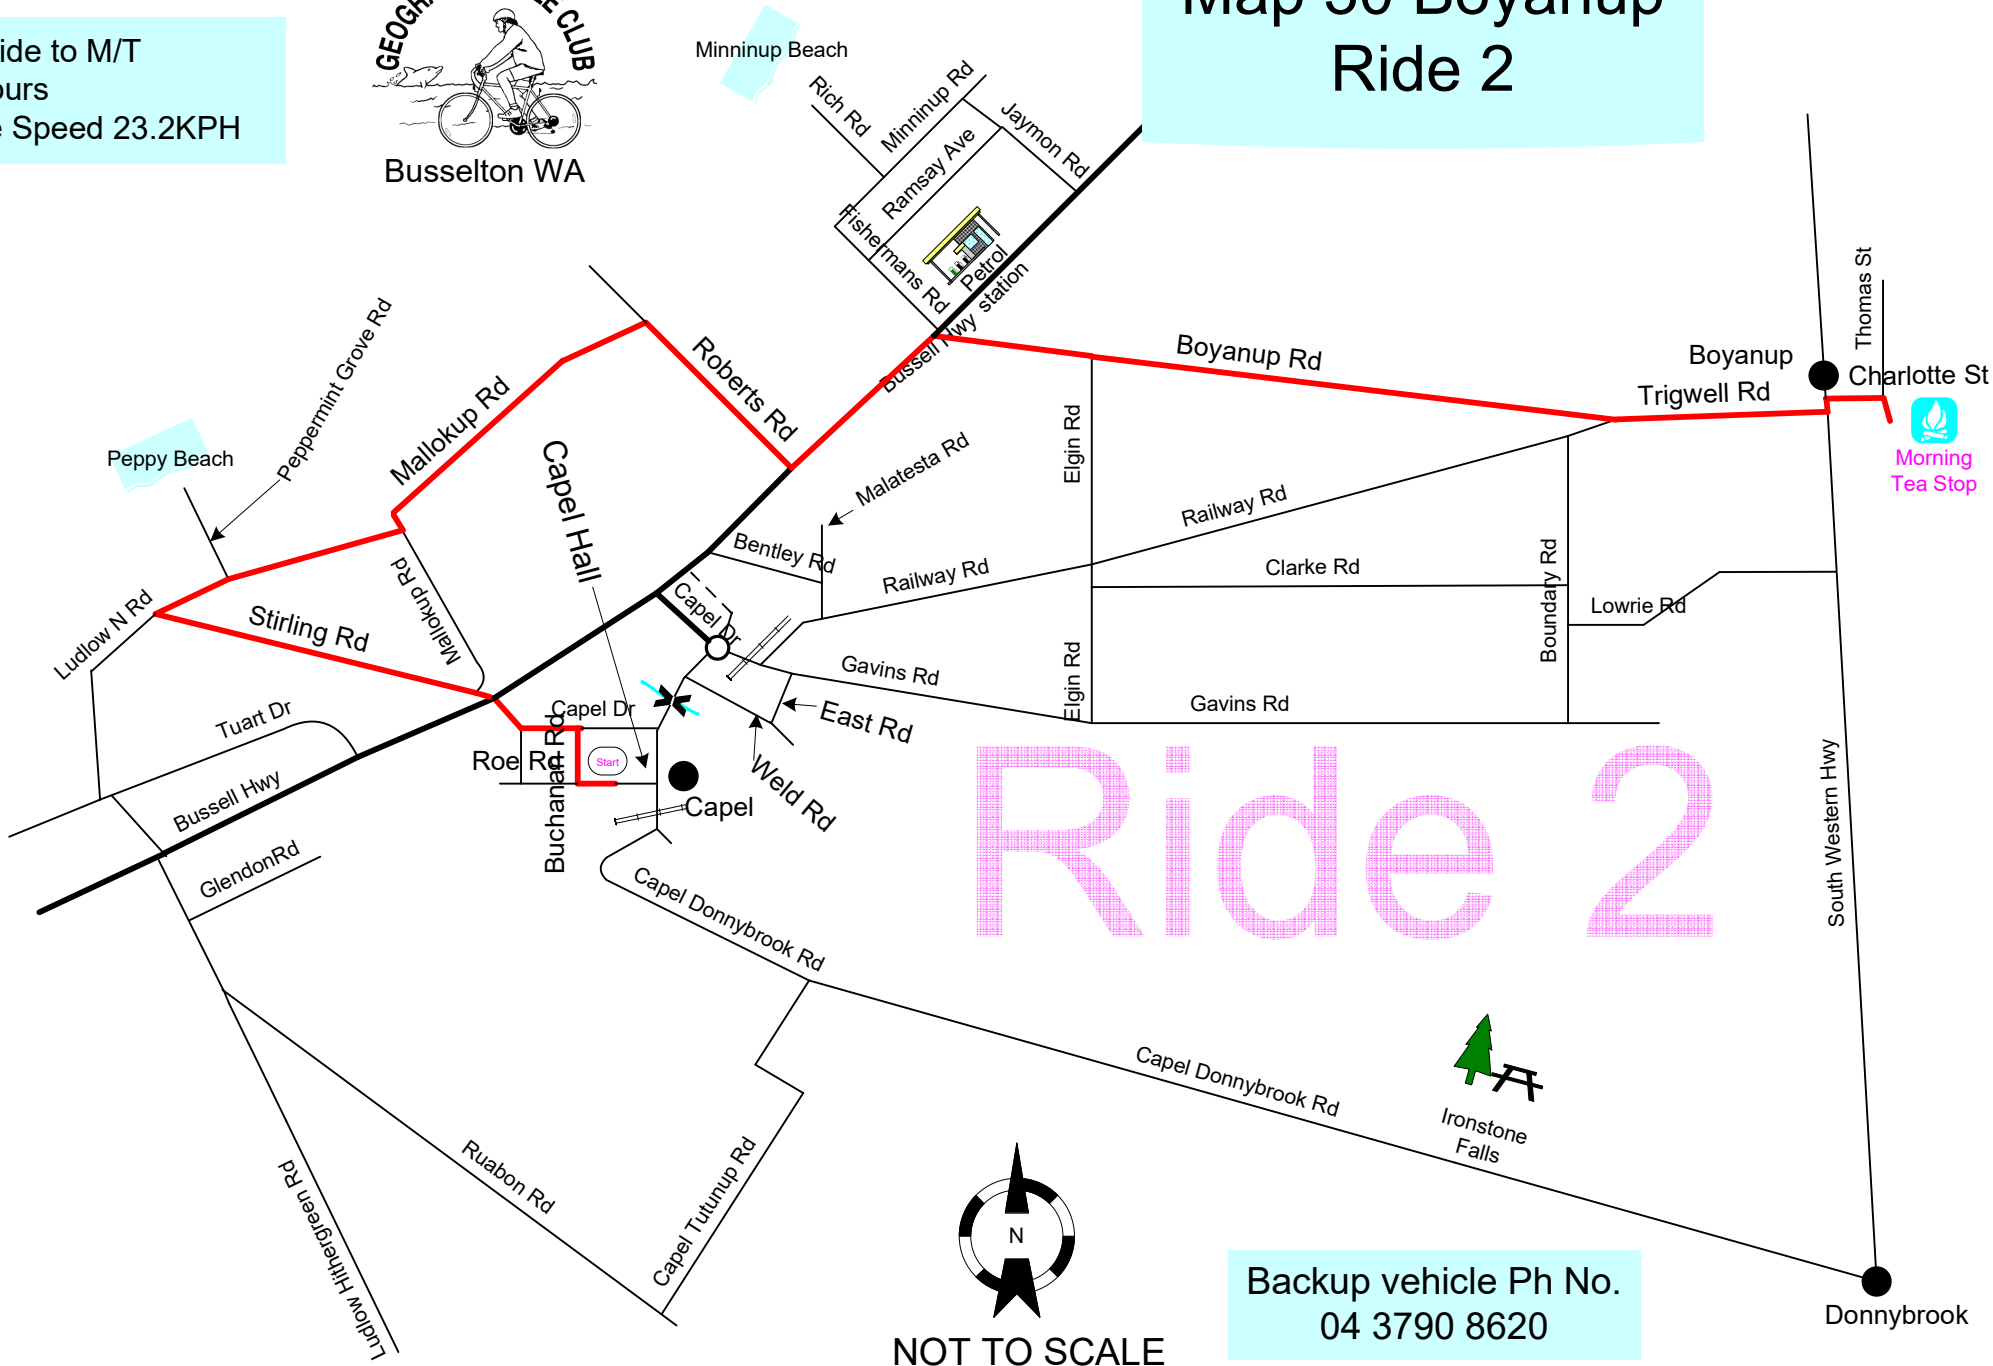 Map 30 Boyanup
Ride 2
ide to M/T
ours
Speed 23.2KPH
CLUB
Busselton WA
Minninup Beach
Rich Rd
Minninup Rd
Ramsay Ave
Jaymon Rd
Fishermans Rd
Petrol
station
Bussell Hwy
Thomas St
Peppermint Grove Rd
Roberts Rd
Boyanup Rd
Boyanup
Charlotte St
Trigwell Rd
Morning
Tea Stop
Mallokup Rd
Peppy Beach
Capel Hall
Malatesta Rd
Elgin Rd
Railway Rd
Bentley Rd
Railway Rd
Clarke Rd
Boundary Rd
Lowrie Rd
Mallokup Rd
Capel Dr
Ludlow N Rd
Stirling Rd
Gavins Rd
Elgin Rd
Gavins Rd
Tuart Dr
Capel Dr
East Rd
Roe Rd
Buchanan Rd
Start
Weld Rd
Capel
Bussell Hwy
GlendonRd
Ride 2
South Western Hwy
Capel Donnybrook Rd
Capel Donnybrook Rd
Ironstone
Falls
Ruabon Rd
Capel Tutunup Rd
Ludlow Hithergreen Rd
N
NOT TO SCALE
Backup vehicle Ph No.
04 3790 8620
Donnybrook